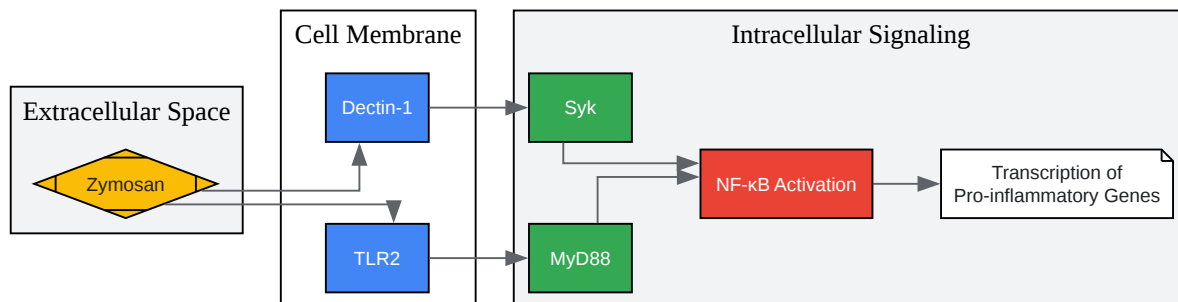 Extracellular Space
Zymosan
Cell Membrane
Dectin-1
TLR2
Intracellular Signaling
Syk
MyD88
NF-κB Activation
Transcription of
Pro-inflammatory Genes